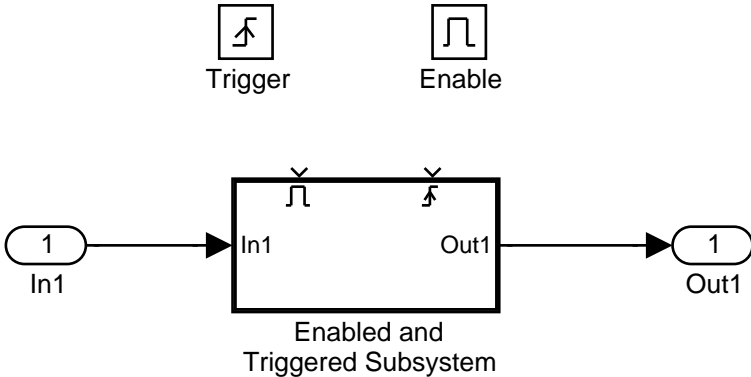 Trigger
Enable
1
In1
Out1
1
In1
Out1
Enabled and
Triggered Subsystem